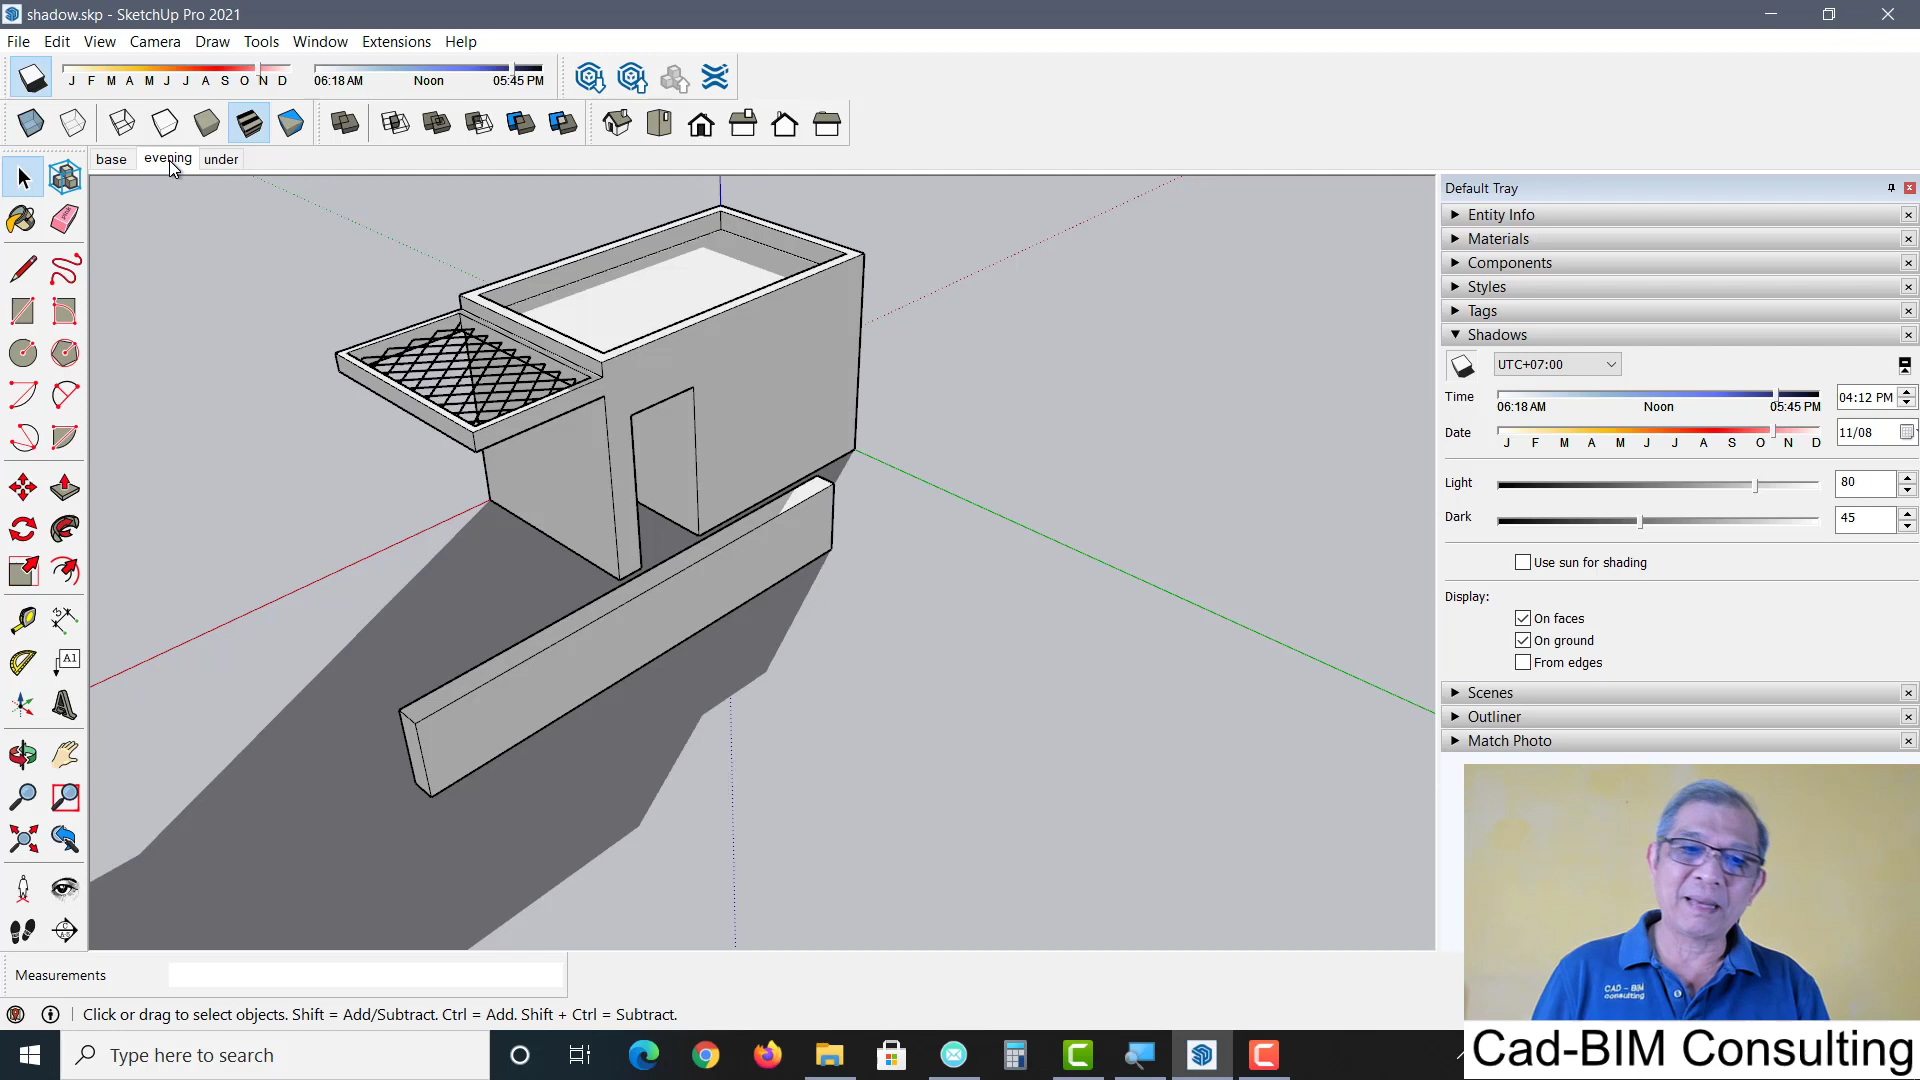 shadow.skp - SketchUp Pro 2021
File Edit View Camera Draw Tools Window Extensions Help
J F M A M J J A S O N D 06:18 AM Noon 05:45 PM
base evening under
Default Tray
Entity Info
Materials
Components
Styles
Tags
Shadows
UTC+07:00
Time 06:18 AM Noon 05:45 PM 04:12 PM
Date J F M A M J J A S O N D 11/08
Light 80
Dark 45
Use sun for shading
Display:
On faces
On ground
From edges
Scenes
Outliner
Match Photo
A1
CAD - BIM
consulting
Measurements
Click or drag to select objects. Shift = Add/Subtract. Ctrl = Add. Shift + Ctrl = Subtract.
Type here to search
Cad-BIM Consulting